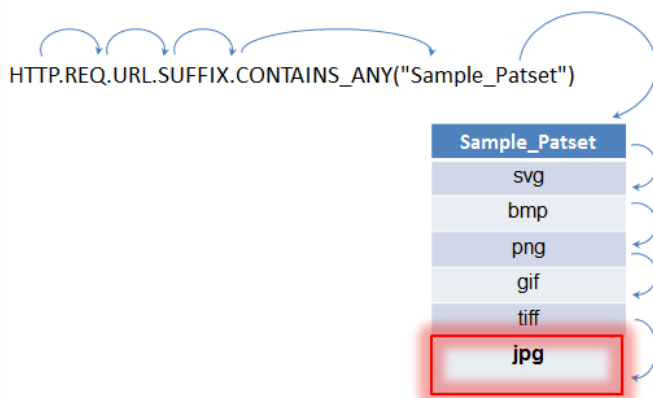 HTTP.REQ.URL.SUFFIX.CONTAINS_ANY("Sample_Patset")
Sample_Patset
svg
bmp
png
gif
tiff
jpg